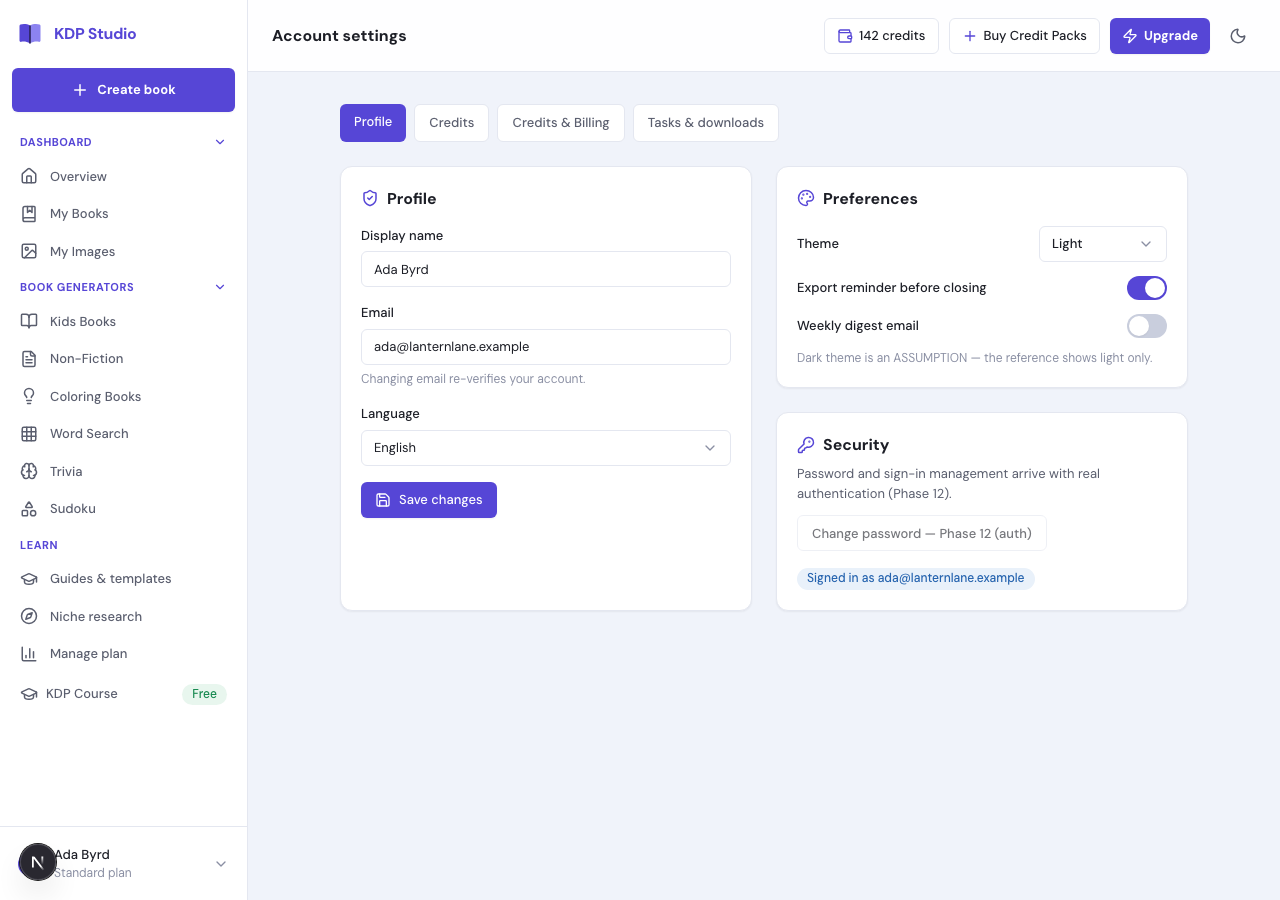 KDP Studio
Create book
DASHBOARD
Overview
My Books
My Images
BOOK GENERATORS
Kids Books
Non-Fiction
Coloring Books
Word Search
Trivia
Sudoku
LEARN
Guides & templates
Niche research
Manage plan
KDP Course Free
N
Ada Byrd
Standard plan
Account settings
142 credits
Buy Credit Packs
Upgrade
Profile
Credits
Credits & Billing
Tasks & downloads
Profile
Display name
Ada Byrd
Email
ada@lanternlane.example
Changing email re-verifies your account.
Language
English
Save changes
Preferences
Theme
Light
Export reminder before closing
Weekly digest email
Dark theme is an ASSUMPTION — the reference shows light only.
Security
Password and sign-in management arrive with real
authentication (Phase 12).
Change password — Phase 12 (auth)
Signed in as ada@lanternlane.example